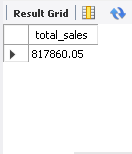 Result Grid
total_sales
817860.05